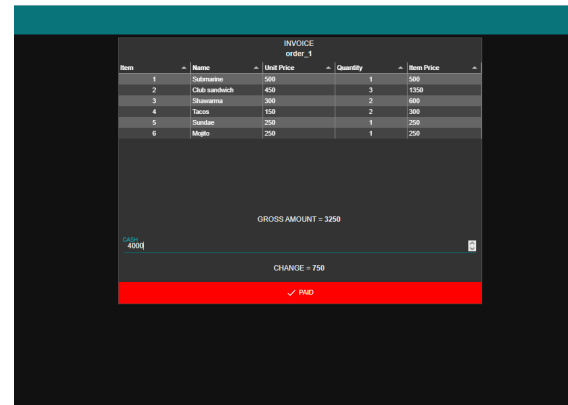 INVOICE
order_1
Item Name Unit Price Quantity Item Price
1 Submarine 500 1 500
2 Club sandwich 450 3 1350
3 Shawarma 300 2 600
4 Tacos 150 2 300
5 Sundae 250 1 250
6 Mojito 250 1 250
GROSS AMOUNT = 3250
CASH
4000
CHANGE = 750
PAID